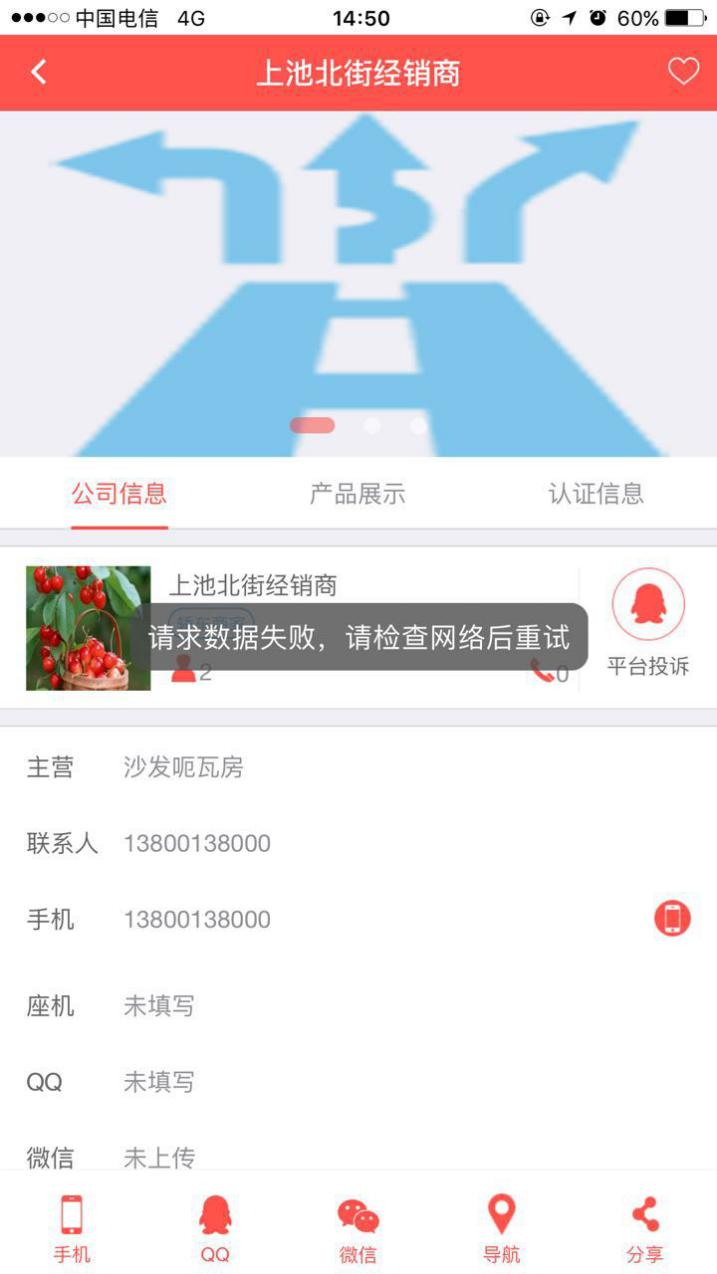 中国电信 4G 14:50 60%
上池北街经销商
公司信息 产品展示 认证信息
上池北街经销商
请求数据失败，请检查网络后重试
2 0 平台投诉
主营 沙发呃瓦房
联系人 13800138000
手机 13800138000
座机 未填写
QQ 未填写
微信 未上传
手机 QQ 微信 导航 分享